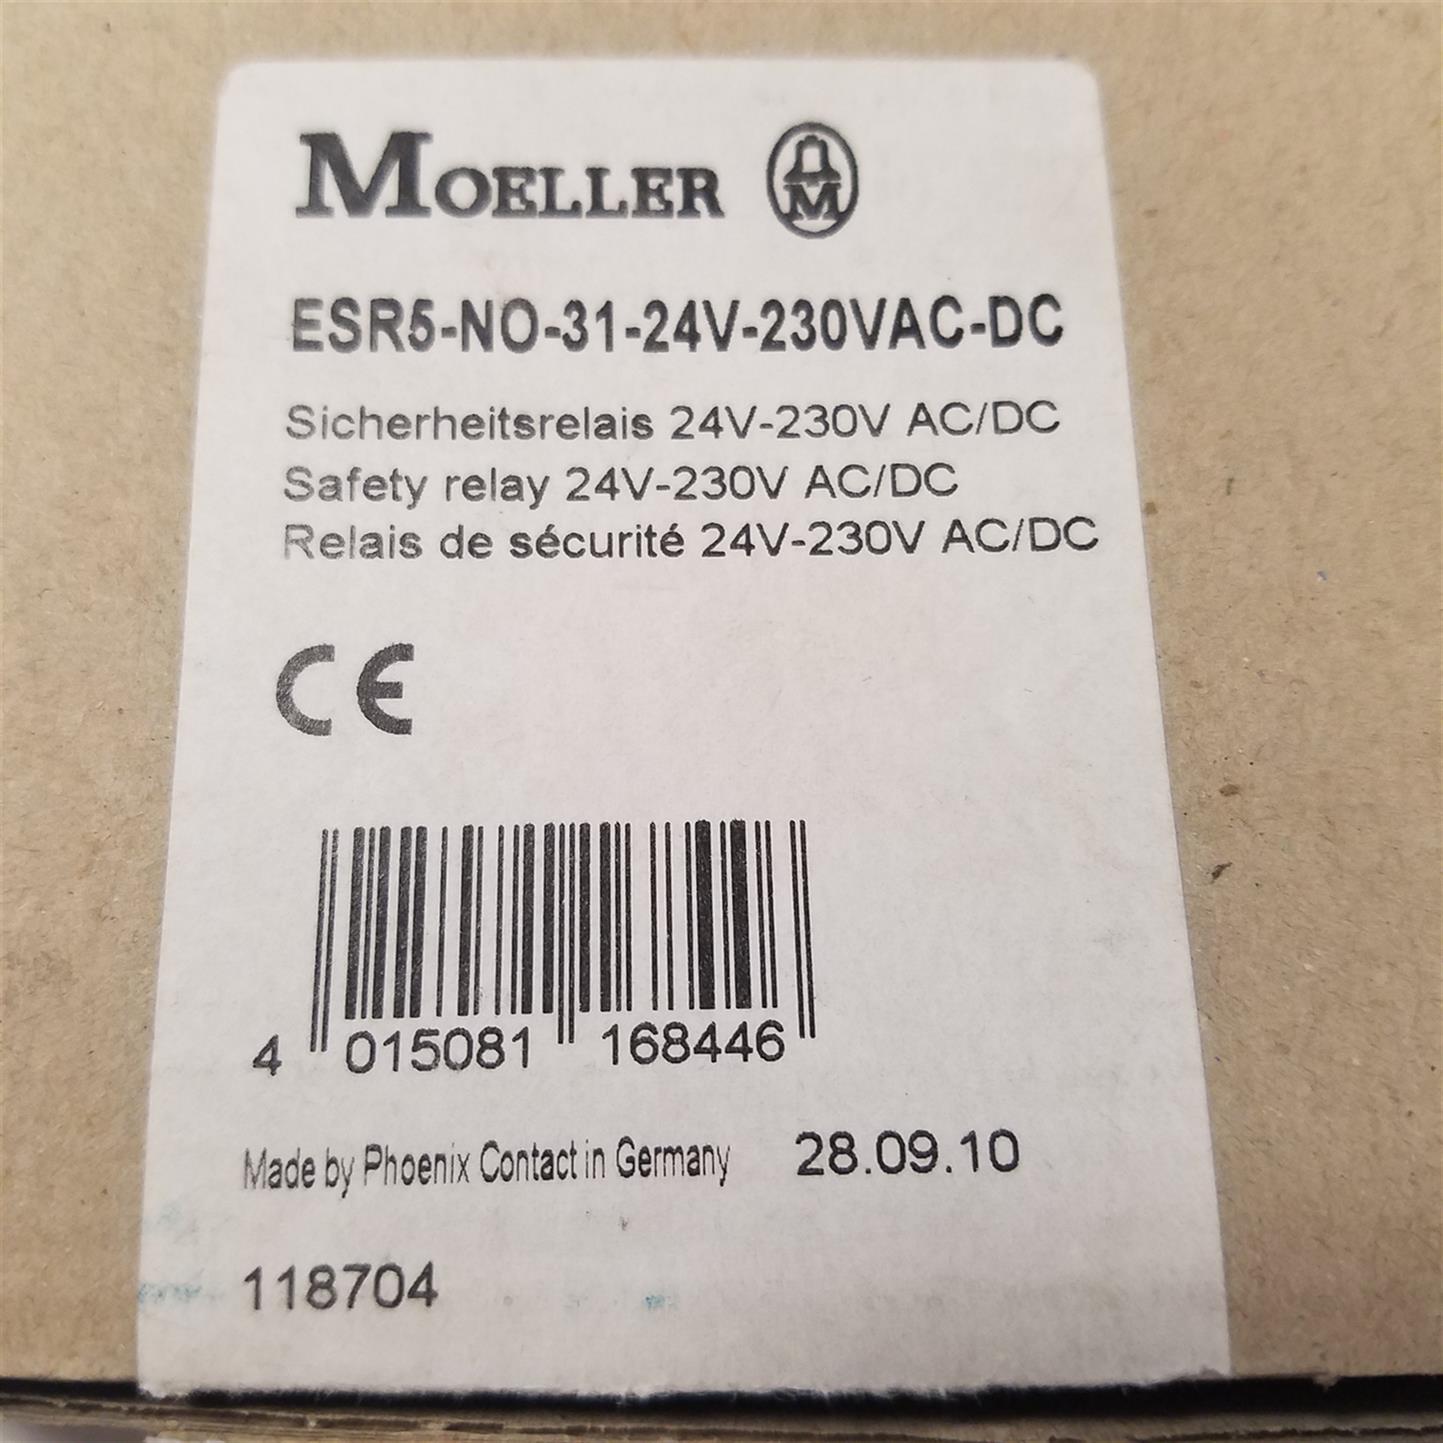 MOELLER M
ESR5-NO-31-24V-230VAC-DC
Sicherheitsrelais 24V-230V AC/DC
Safety relay 24V-230V AC/DC
Relais de sécurité 24V-230V AC/DC
CE
4 015081 168446
Made by Phoenix Contact in Germany 28.09.10
118704